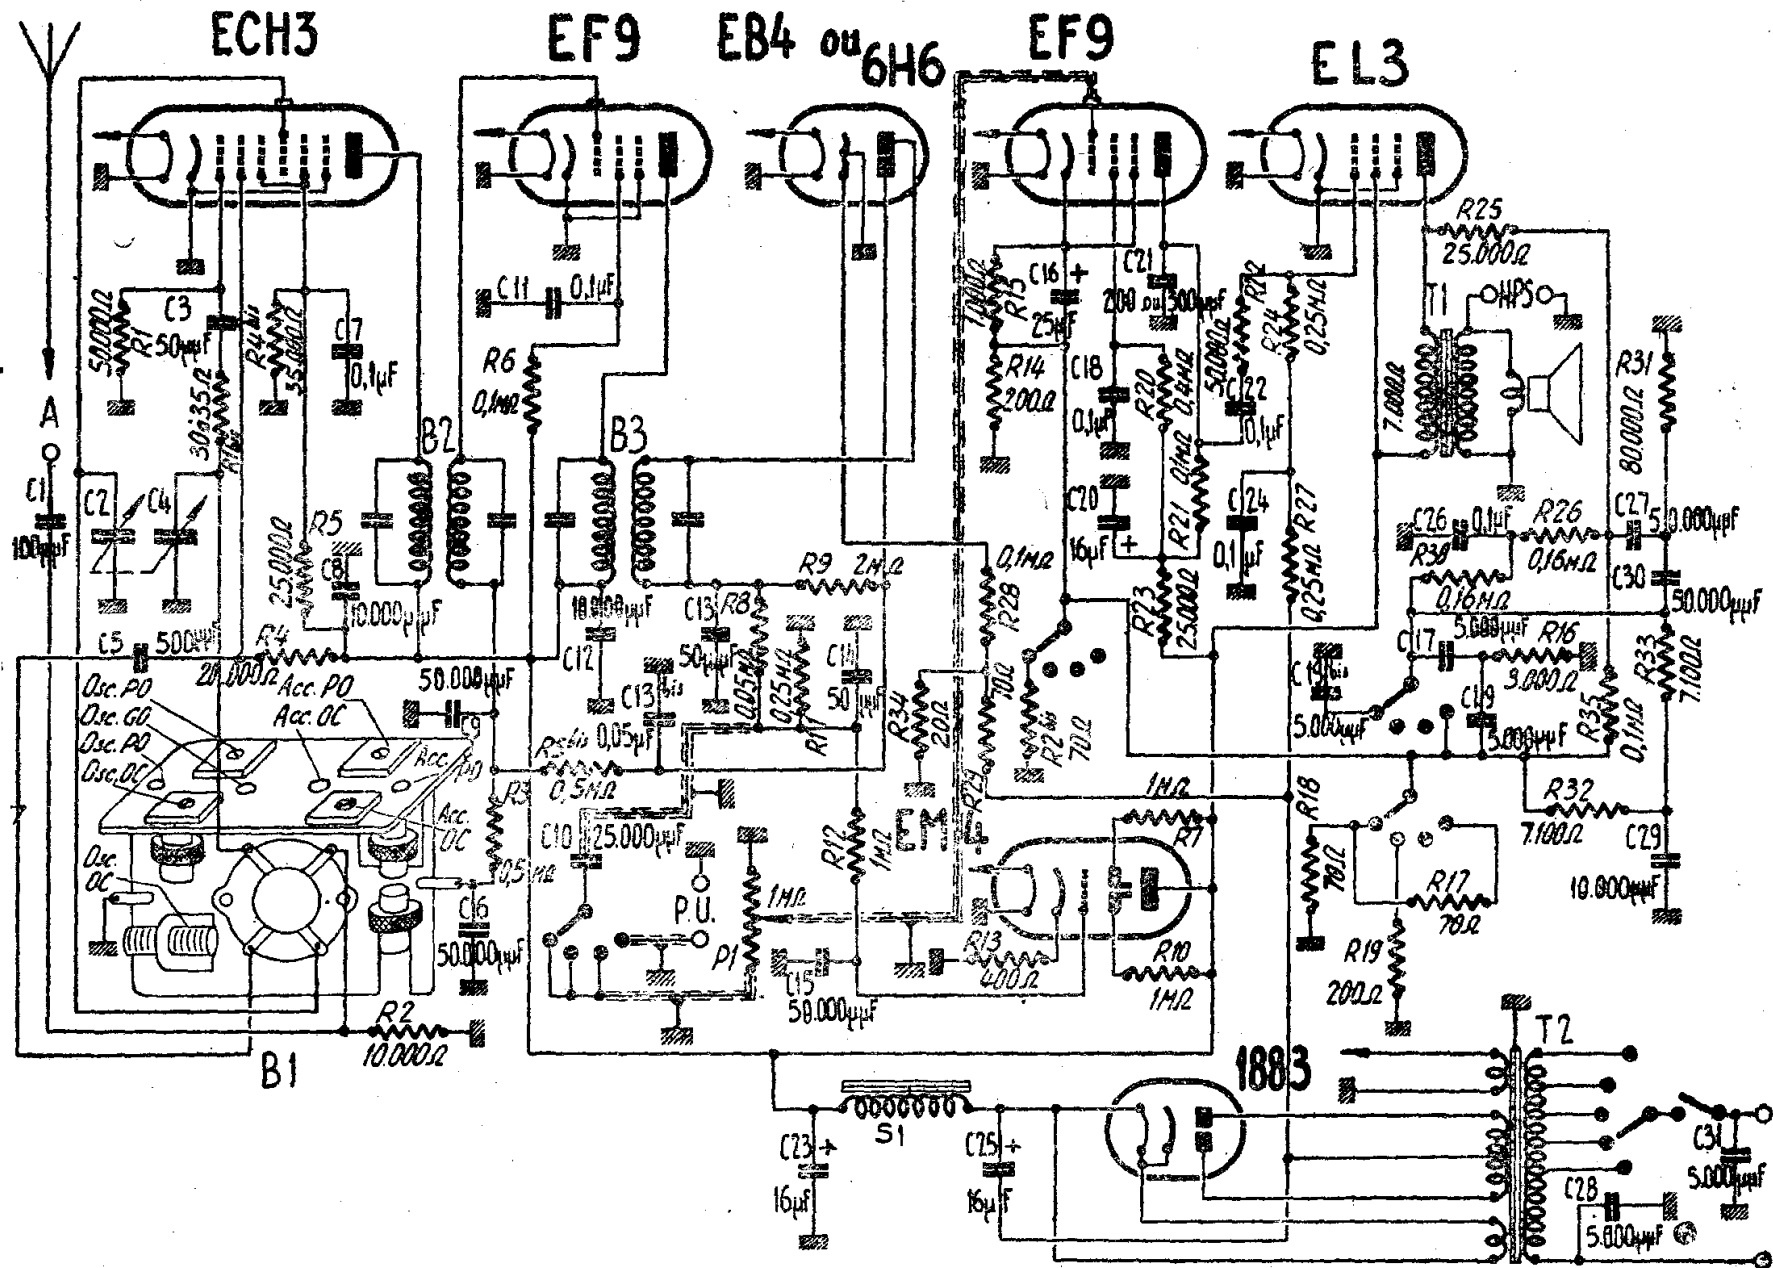 ECH3
EF9
EB4 ou 6H6
EF9
EL3
A
C1
100µµF
C2
C4
50.000Ω
R1
C3
50µµF
R4 bis
35.000Ω
C7
0,1µF
30à35Ω
R5
25.000Ω
C8
10.000µµF
C5
500µµF
R4
20.000Ω
B2
C11
0.1µF
R6
0,1MΩ
B3
10.000µµF
C12
50.000µµF
C9
C13
50µµF
R8
0.05MΩ
R9
2MΩ
0.25MΩ
R11
C14
50µµF
C13 bis
0,05µF
0,5MΩ
R3
0,5MΩ
C6
50.000µµF
Osc. PO
Osc. GO
Osc. PO
Osc. OC
Osc. OC
Acc. PO
Acc. OC
Acc. PO
Acc. OC
R2
10.000Ω
B1
C10
25.000µµF
P.U.
1MΩ
P1
R12
1MΩ
C15
50.000µµF
R15
C16
+
25µF
R14
200Ω
C21
200 ou 300µµF
C18
0,1µF
R20
0,4MΩ
C20
16µF
+
R21
0,1MΩ
R23
25.000Ω
50.000Ω
R22
C22
0,1µF
R24
0,25MΩ
C24
0,1µF
R27
0,25MΩ
0,1MΩ
R28
70Ω
R29
R34
20Ω
R2 bis
70Ω
EM4
1MΩ
R7
R13
400Ω
R10
1MΩ
R25
25.000Ω
T1
HPS
7.000Ω
R31
80.000Ω
C26
0,1µF
R26
0,16MΩ
C27
50.000µµF
R30
0,16MΩ
C30
50.000µµF
5.000µµF
C17
R16
3.000Ω
5.000µµF
C19
5.000µµF
R35
0,1MΩ
R33
7.100Ω
R32
7.100Ω
C29
10.000µµF
R18
70Ω
R17
70Ω
R19
200Ω
1883
T2
S1
C23
+
16µF
C25
+
16µF
C31
5.000µµF
C28
5.000µµF